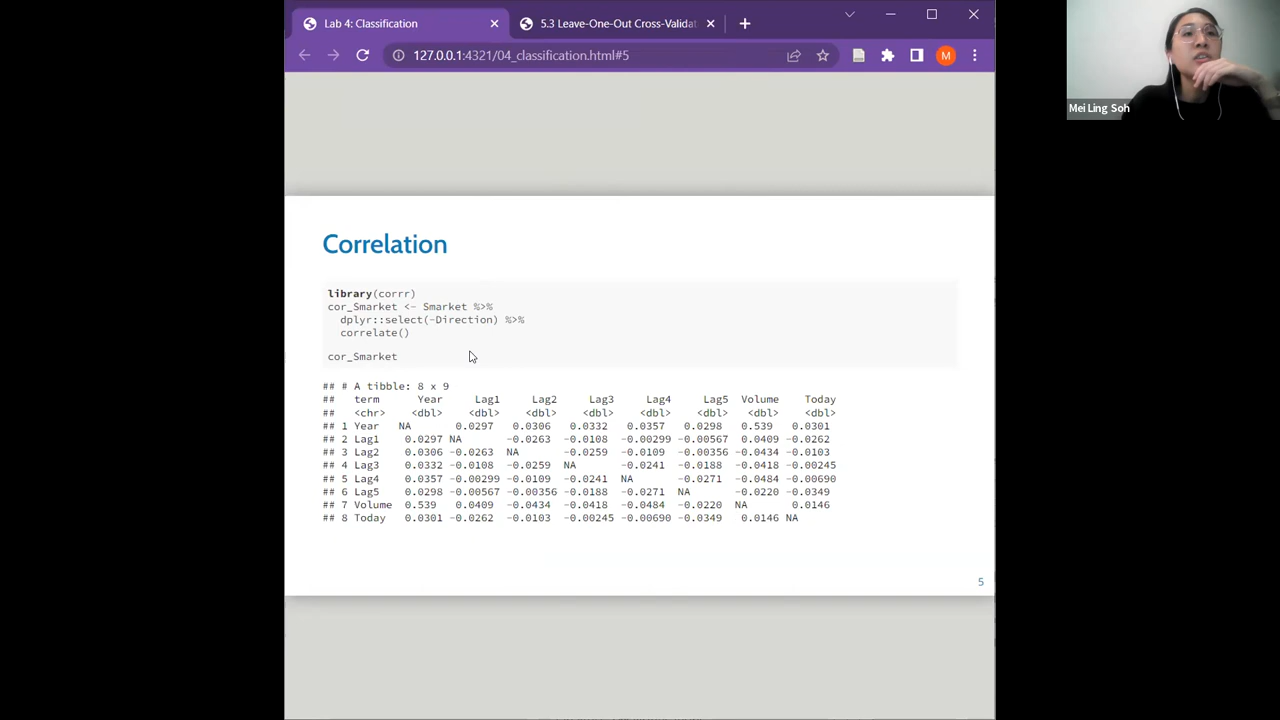 Lab 4: Classification
5.3 Leave-One-Out Cross-Validat
127.0.0.1:4321/04_classification.html#5
M
Mei Ling Soh
Correlation
library(corrr)
cor_Smarket <- Smarket %>%
dplyr::select(-Direction) %>%
correlate()
cor_Smarket
## # A tibble: 8 x 9
## term Year Lag1 Lag2 Lag3 Lag4 Lag5 Volume Today
## <chr> <dbl> <dbl> <dbl> <dbl> <dbl> <dbl> <dbl> <dbl>
## 1 Year NA 0.0297 0.0306 0.0332 0.0357 0.0298 0.539 0.0301
## 2 Lag1 0.0297 NA -0.0263 -0.0108 -0.00299 -0.00567 0.0409 -0.0262
## 3 Lag2 0.0306 -0.0263 NA -0.0259 -0.0109 -0.00356 -0.0434 -0.0103
## 4 Lag3 0.0332 -0.0108 -0.0259 NA -0.0241 -0.0188 -0.0418 -0.00245
## 5 Lag4 0.0357 -0.00299 -0.0109 -0.0241 NA -0.0271 -0.0484 -0.00690
## 6 Lag5 0.0298 -0.00567 -0.00356 -0.0188 -0.0271 NA -0.0220 -0.0349
## 7 Volume 0.539 0.0409 -0.0434 -0.0418 -0.0484 -0.0220 NA 0.0146
## 8 Today 0.0301 -0.0262 -0.0103 -0.00245 -0.00690 -0.0349 0.0146 NA
5